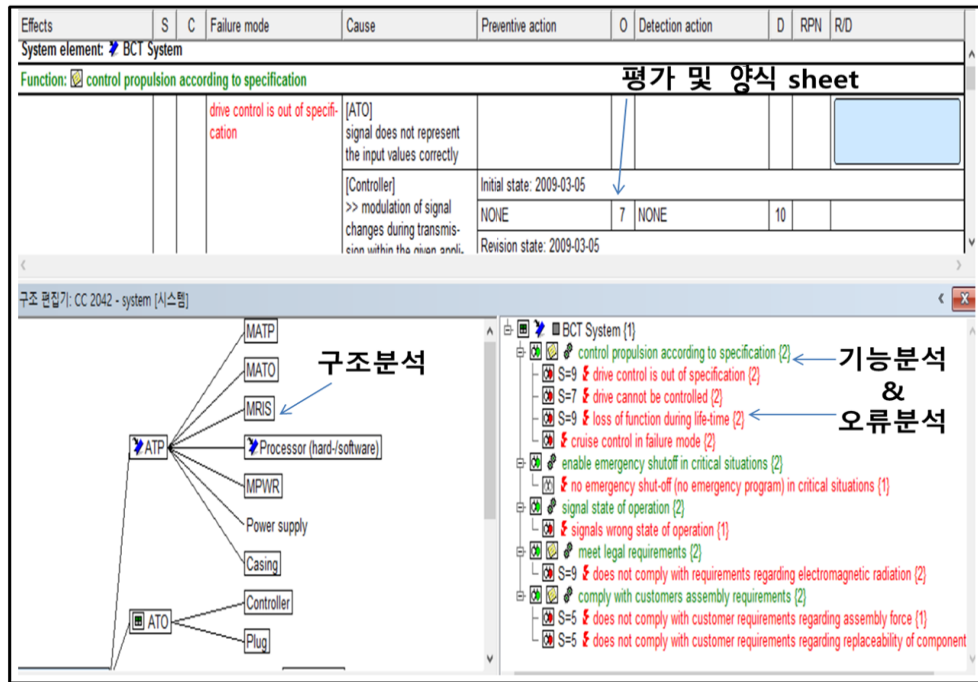 Effects S C Failure mode Cause Preventive action O Detection action D RPN R/D
System element: BCT System
Function: control propulsion according to specification
평가 및 양식 sheet
drive control is out of specifi-
cation
[ATO]
signal does not represent
the input values correctly
[Controller]
>> modulation of signal
changes during transmis-
sion within the given appli-
Initial state: 2009-03-05
NONE 7 NONE 10
Revision state: 2009-03-05
구조 편집기: CC 2042 - system [시스템]
MATP
MATO
MRIS
구조분석
ATP
Processor (hard-/software)
MPWR
Power supply
Casing
ATO
Controller
Plug
BCT System {1}
control propulsion according to specification {2}
S=9 drive control is out of specification {2}
S=7 drive cannot be controlled {2}
S=9 loss of function during life-time {2}
cruise control in failure mode {2}
기능분석
&
오류분석
enable emergency shutoff in critical situations {2}
no emergency shut-off (no emergency program) in critical situations {1}
signal state of operation {2}
signals wrong state of operation {1}
meet legal requirements {2}
S=9 does not comply with requirements regarding electromagnetic radiation {2}
comply with customers assembly requirements {2}
S=5 does not comply with customer requirements regarding assembly force {1}
S=5 does not comply with customer requirements regarding replaceability of component